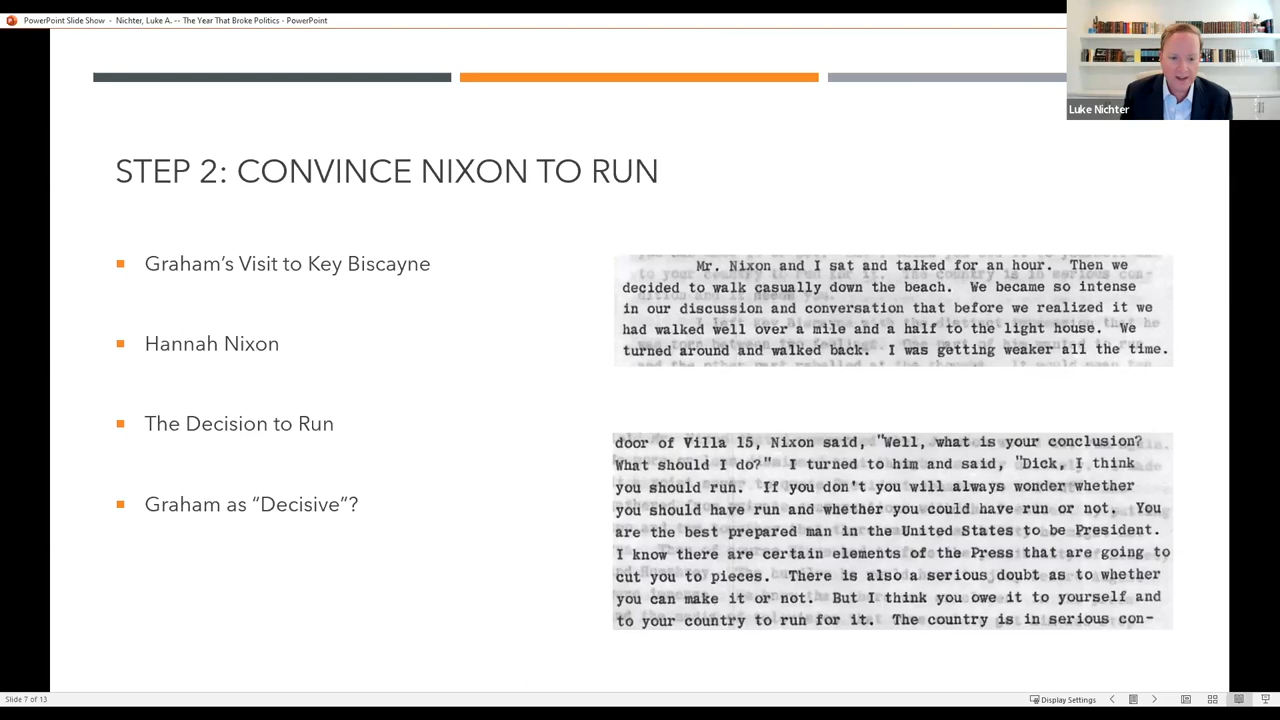 PowerPoint Slide Show - Nichter, Luke A. -- The Year That Broke Politics - PowerPoint
Luke Nichter
STEP 2: CONVINCE NIXON TO RUN
Graham's Visit to Key Biscayne
Hannah Nixon
The Decision to Run
Graham as “Decisive”?
Mr. Nixon and I sat and talked for an hour. Then we
decided to walk casually down the beach. We became so intense
in our discussion and conversation that before we realized it we
had walked well over a mile and a half to the light house. We
turned around and walked back. I was getting weaker all the time.
door of Villa 15, Nixon said, "Well, what is your conclusion?
What should I do?" I turned to him and said, "Dick, I think
you should run. If you don't you will always wonder whether
you should have run and whether you could have run or not. You
are the best prepared man in the United States to be President.
I know there are certain elements of the Press that are going to
cut you to pieces. There is also a serious doubt as to whether
you can make it or not. But I think you owe it to yourself and
to your country to run for it. The country is in serious con-
Slide 7 of 13
Display Settings